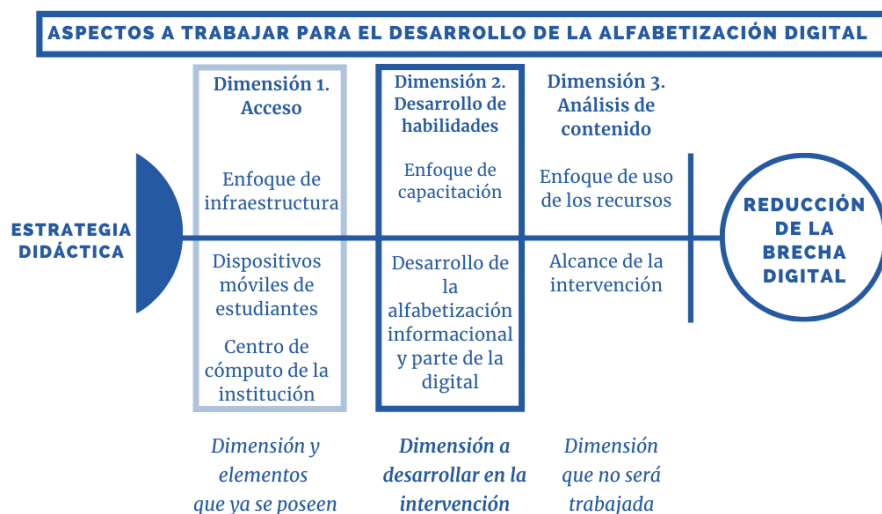 ASPECTOS A TRABAJAR PARA EL DESARROLLO DE LA ALFABETIZACIÓN DIGITAL
ESTRATEGIA
DIDÁCTICA
Dimensión 1.
Acceso
Enfoque de
infraestructura
Dispositivos
móviles de
estudiantes
Centro de
cómputo de la
institución
Dimensión y
elementos
que ya se poseen
Dimensión 2.
Desarrollo de
habilidades
Enfoque de
capacitación
Desarrollo de
la
alfabetización
informacional
y parte de la
digital
Dimensión a
desarrollar en la
intervención
Dimensión 3.
Análisis de
contenido
Enfoque de uso
de los recursos
Alcance de la
intervención
Dimensión
que no será
trabajada
REDUCCIÓN
DE LA
BRECHA
DIGITAL